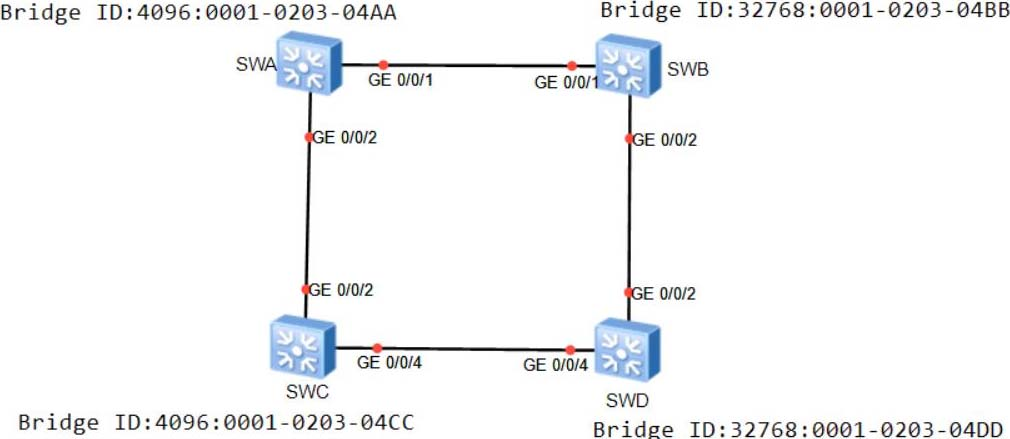 Bridge ID:4096:0001-0203-04AA
Bridge ID:32768:0001-0203-04BB
SWA
GE 0/0/1
GE 0/0/1
SWB
GE 0/0/2
GE 0/0/2
GE 0/0/2
GE 0/0/2
GE 0/0/4
GE 0/0/4
SWC
SWD
Bridge ID:4096:0001-0203-04CC
Bridge ID:32768:0001-0203-04DD